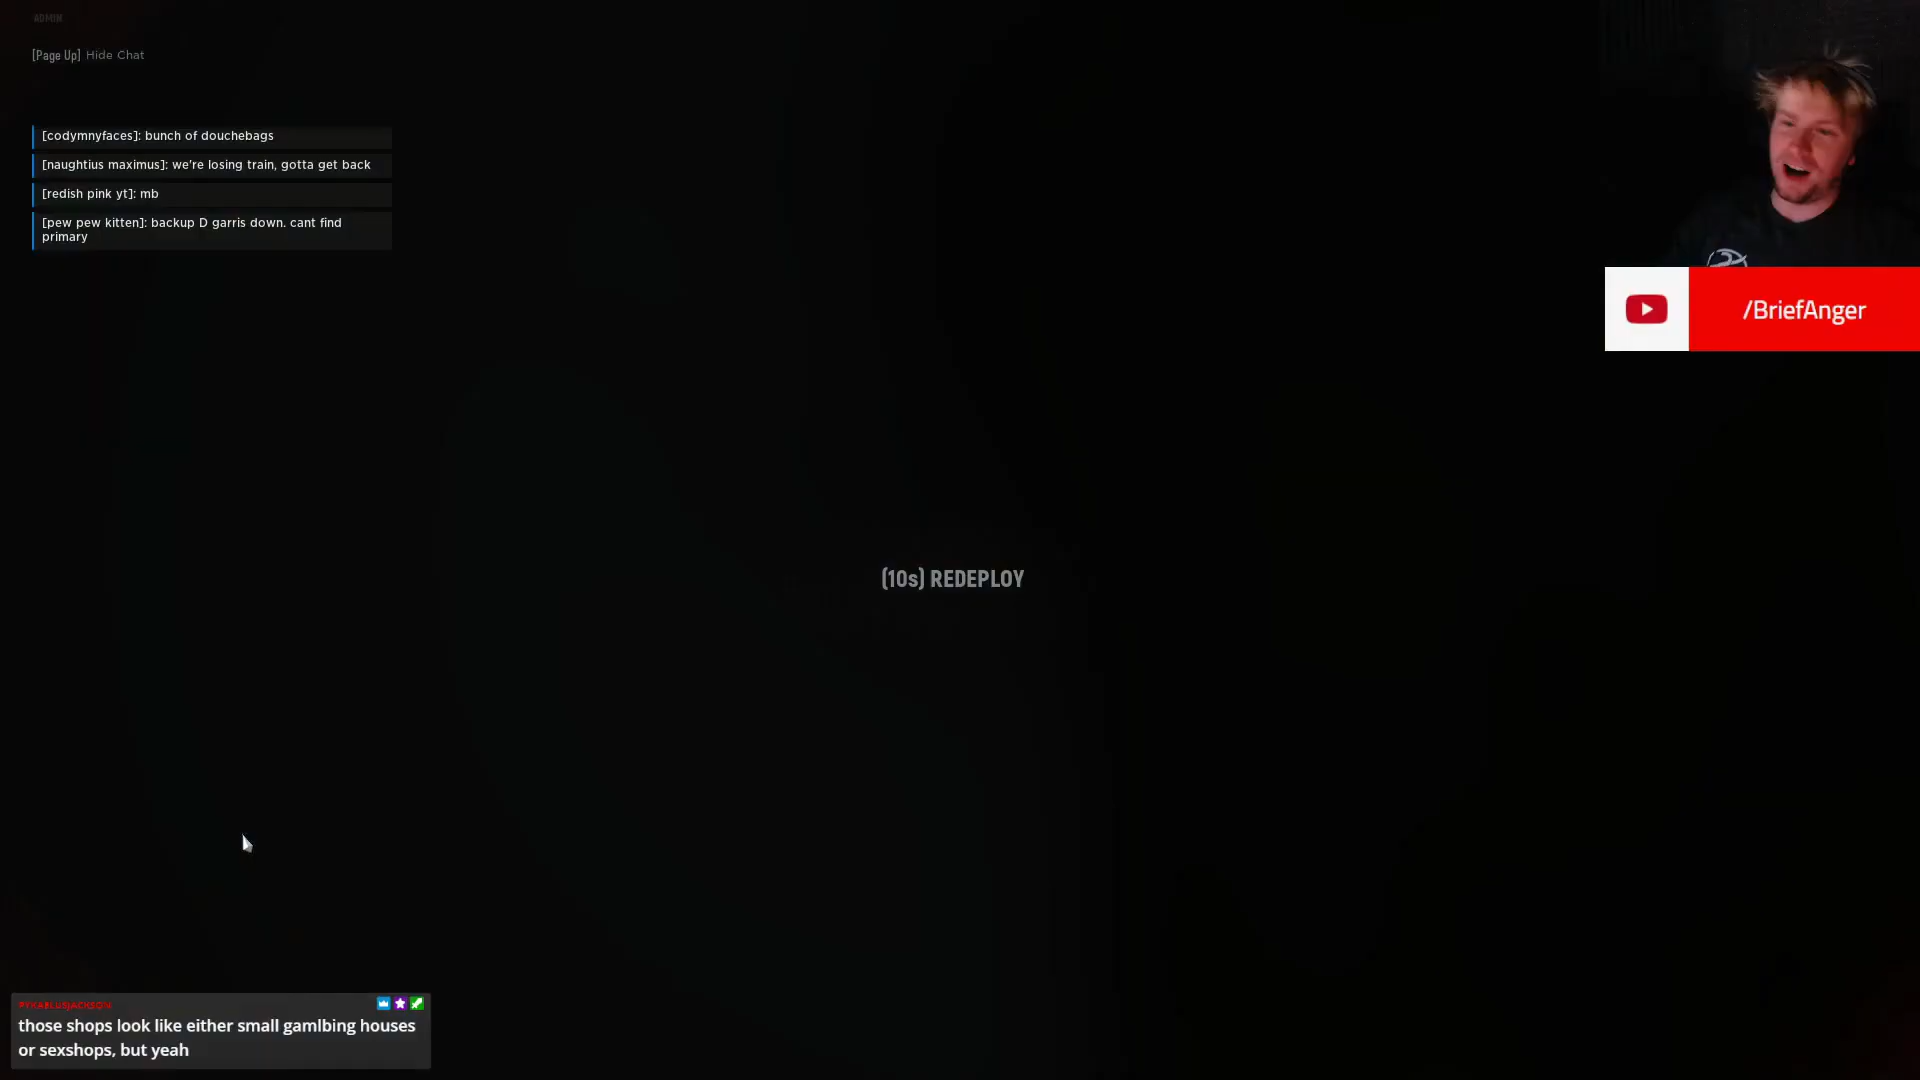 ADMIN
[Page Up] Hide Chat
[codymnyfaces]: bunch of douchebags
[naughtius maximus]: we're losing train, gotta get back
[redish pink yt]: mb
[pew pew kitten]: backup D garris down. cant find
primary
/BriefAnger
(10s) REDEPLOY
those shops look like either small gamlbing houses
or sexshops, but yeah